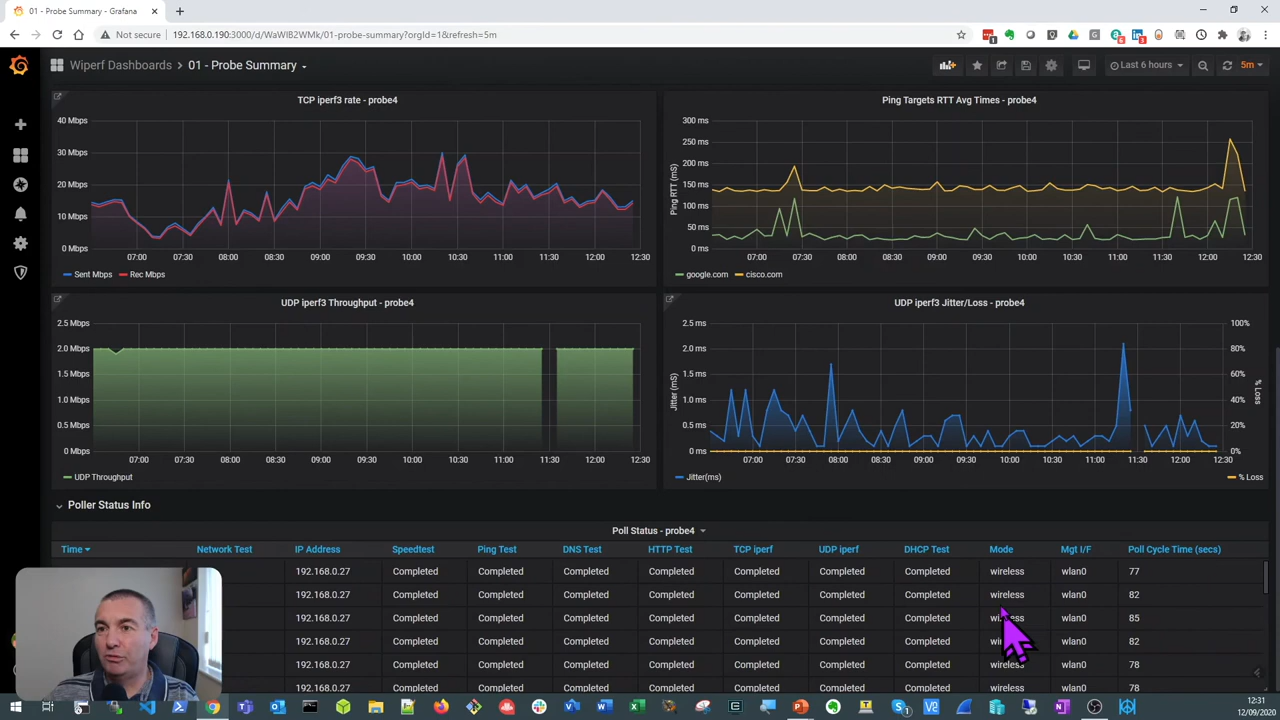 01 - Probe Summary - Grafana
Not secure 192.168.0.190:3000/d/WaWIB2WMk/01-probe-summary?orgId=1&refresh=5m
Wiperf Dashboards > 01 - Probe Summary
Last 6 hours 5m
TCP iperf3 rate - probe4
40 Mbps
30 Mbps
20 Mbps
10 Mbps
0 Mbps
07:00 07:30 08:00 08:30 09:00 09:30 10:00 10:30 11:00 11:30 12:00 12:30
Sent Mbps Rec Mbps
Ping Targets RTT Avg Times - probe4
Ping RTT (mS)
300 ms
250 ms
200 ms
150 ms
100 ms
50 ms
0 ms
07:00 07:30 08:00 08:30 09:00 09:30 10:00 10:30 11:00 11:30 12:00 12:30
google.com cisco.com
UDP iperf3 Throughput - probe4
2.5 Mbps
2.0 Mbps
1.5 Mbps
1.0 Mbps
0.5 Mbps
0 Mbps
07:00 07:30 08:00 08:30 09:00 09:30 10:00 10:30 11:00 11:30 12:00 12:30
UDP Throughput
UDP iperf3 Jitter/Loss - probe4
Jitter (mS)
2.5 ms
2.0 ms
1.5 ms
1.0 ms
0.5 ms
0 ms
100%
80%
60%
40%
20%
0%
% Loss
07:00 07:30 08:00 08:30 09:00 09:30 10:00 10:30 11:00 11:30 12:00 12:30
Jitter(ms) % Loss
Poller Status Info
Poll Status - probe4
Time Network Test IP Address Speedtest Ping Test DNS Test HTTP Test TCP iperf UDP iperf DHCP Test Mode Mgt I/F Poll Cycle Time (secs)
192.168.0.27 Completed Completed Completed Completed Completed Completed Completed wireless wlan0 77
192.168.0.27 Completed Completed Completed Completed Completed Completed Completed wireless wlan0 82
192.168.0.27 Completed Completed Completed Completed Completed Completed Completed wlan0 85
192.168.0.27 Completed Completed Completed Completed Completed Completed Completed wlan0 82
192.168.0.27 Completed Completed Completed Completed Completed Completed Completed wireless wlan0 78
192.168.0.27 Completed Completed Completed Completed Completed Completed Completed wireless wlan0 78
12:31
12/09/2020